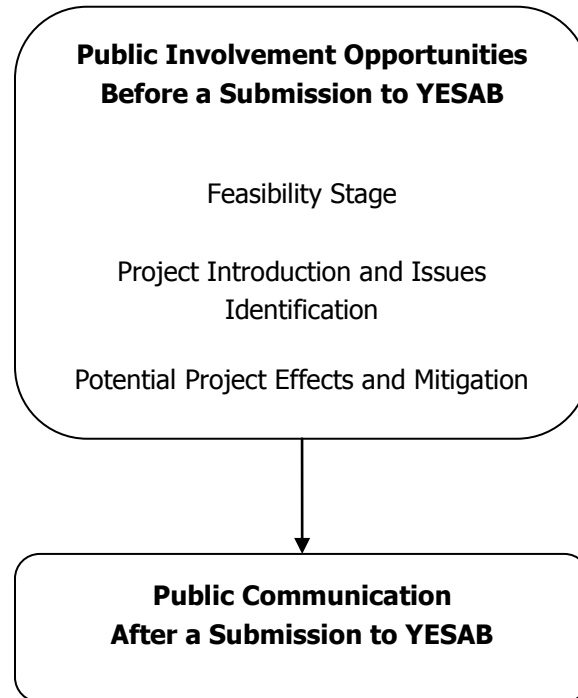 Public Involvement Opportunities
Before a Submission to YESAB
Feasibility Stage
Project Introduction and Issues
Identification
Potential Project Effects and Mitigation
Public Communication
After a Submission to YESAB